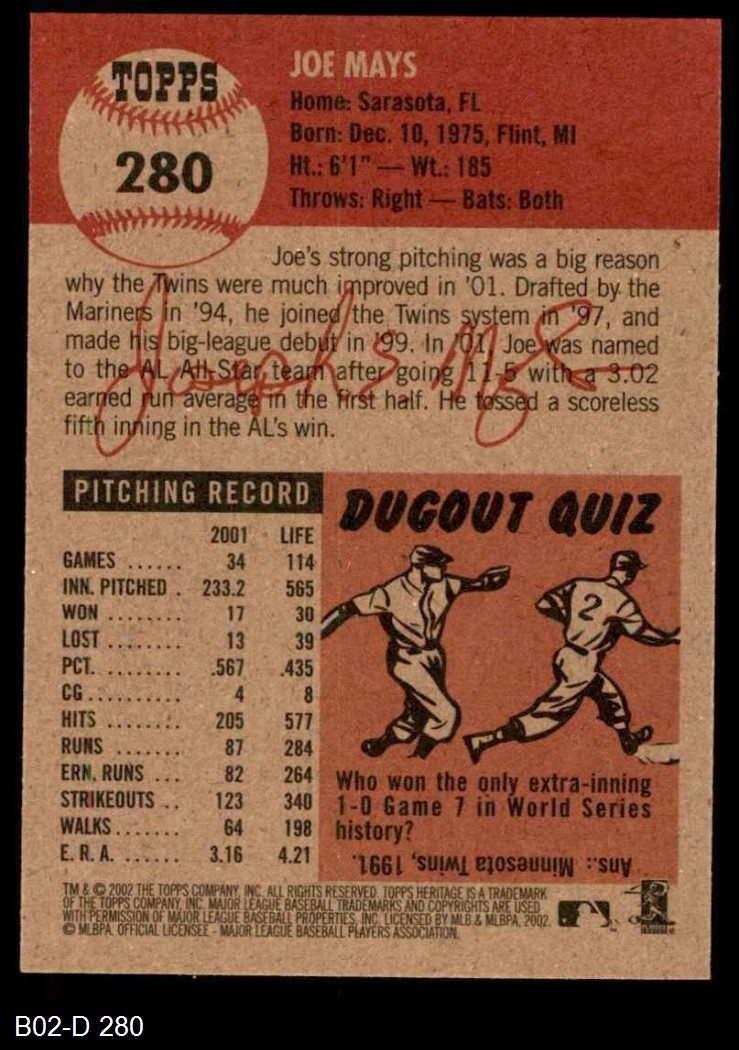 TOPPS
280
JOE MAYS
Home: Sarasota, FL
Born: Dec. 10, 1975, Flint, MI
Ht.: 6'1" — Wt.: 185
Throws: Right — Bats: Both
Joe's strong pitching was a big reason
why the Twins were much improved in '01. Drafted by the
Mariners in '94, he joined the Twins system in '97, and
made his big-league debut in '99. In '01, Joe was named
to the AL All-Star team after going 11-5 with a 3.02
earned run average in the first half. He tossed a scoreless
fifth inning in the AL's win.
PITCHING RECORD
2001 LIFE
GAMES ...... 34 114
INN. PITCHED . 233.2 565
WON ........ 17 30
LOST ........ 13 39
PCT. ......... .567 .435
CG .......... 4 8
HITS ........ 205 577
RUNS ....... 87 284
ERN. RUNS ... 82 264
STRIKEOUTS .. 123 340
WALKS ....... 64 198
E. R. A. ...... 3.16 4.21
DUGOUT QUIZ
2
Who won the only extra-inning
1-0 Game 7 in World Series
history?
Ans.: Minnesota Twins, 1991.
TM & © 2002 THE TOPPS COMPANY, INC. ALL RIGHTS RESERVED. TOPPS HERITAGE IS A TRADEMARK
OF THE TOPPS COMPANY, INC. MAJOR LEAGUE BASEBALL TRADEMARKS AND COPYRIGHTS ARE USED
WITH PERMISSION OF MAJOR LEAGUE BASEBALL PROPERTIES, INC. LICENSED BY MLB & MLBPA, 2002.
© MLBPA. OFFICIAL LICENSEE - MAJOR LEAGUE BASEBALL PLAYERS ASSOCIATION.
B02-D 280